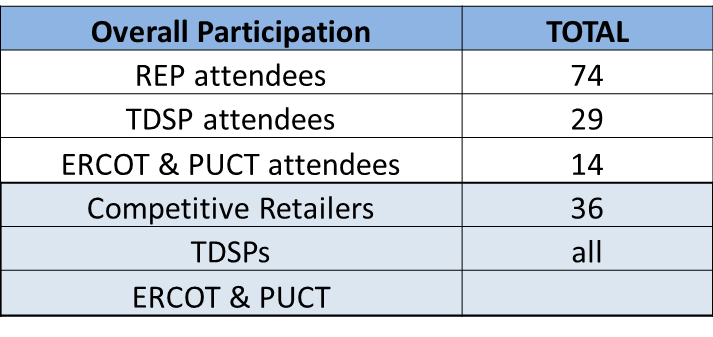 Overall Participation TOTAL
REP attendees 74
TDSP attendees 29
ERCOT & PUCT attendees 14
Competitive Retailers 36
TDSPs all
ERCOT & PUCT